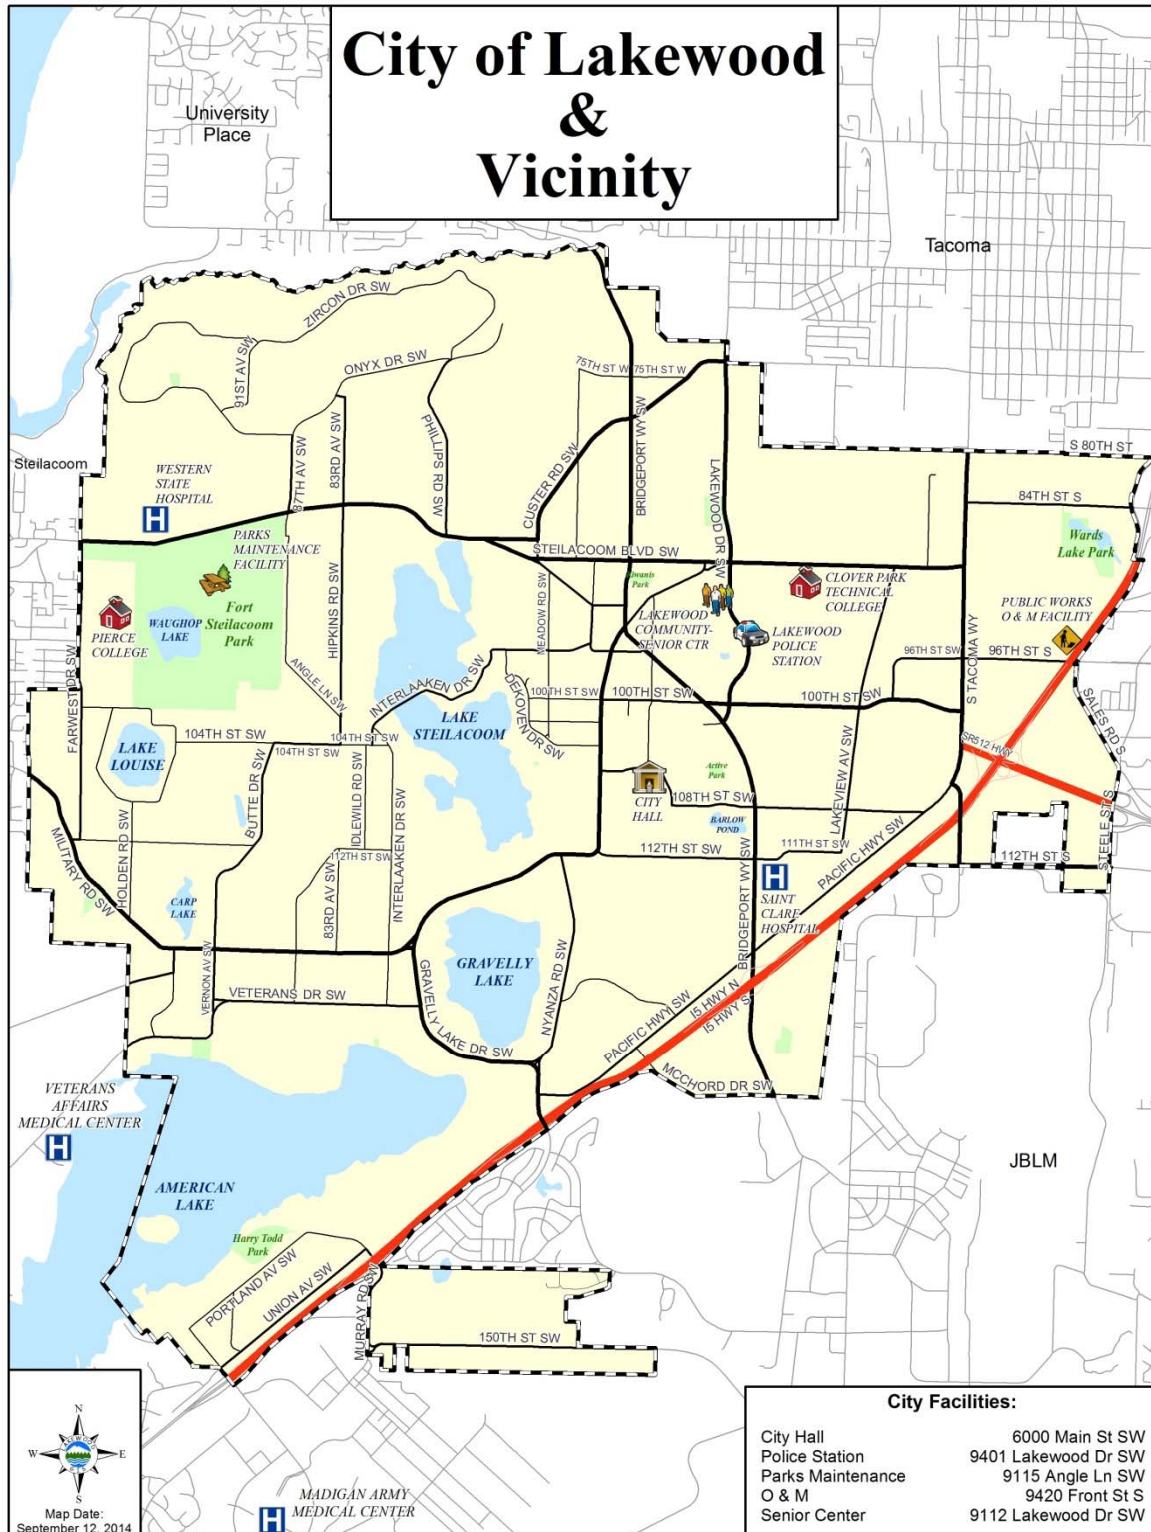 City of Lakewood
&
Vicinity
University
Place
Tacoma
ZIRCON DR SW
91ST AV SW
ONYX DR SW
75TH ST W
75TH ST W
S 80TH ST
Steilacoom
WESTERN
STATE
HOSPITAL
H
87TH AV SW
83RD AV SW
PHILLIPS RD SW
CUSTER RD SW
BRIDGEPORT WY SW
LAKEWOOD DR SW
84TH ST S
Wards
Lake Park
PARKS
MAINTENANCE
FACILITY
STEILACOOM BLVD SW
Kiwanis
Park
CLOVER PARK
TECHNICAL
COLLEGE
PUBLIC WORKS
O & M FACILITY
PIERCE
COLLEGE
WAUGHOP
LAKE
Fort
Steilacoom
Park
HIPKINS RD SW
MEADOW RD SW
LAKEWOOD
COMMUNITY-
SENIOR CTR
LAKEWOOD
POLICE
STATION
96TH ST SW
96TH ST S
S TACOMA WY
FARWEST DR SW
ANGLE LN SW
INTERLAAKEN DR SW
DEKOVEN DR SW
100TH ST SW
100TH ST SW
100TH ST SW
SALES RD S
LAKE
STEILACOOM
LAKE
LOUISE
104TH ST SW
104TH ST SW
104TH ST SW
SR512 HWY
BUTTE DR SW
IDLEWILD RD SW
INTERLAAKEN DR SW
CITY
HALL
Active
Park
108TH ST SW
LAKEVIEW AV SW
BARLOW
POND
STEELE ST S
MILITARY RD SW
HOLDEN RD SW
112TH ST SW
112TH ST SW
111TH ST SW
PACIFIC HWY SW
112TH ST S
CARP
LAKE
83RD AV SW
BRIDGEPORT WY SW
H
SAINT
CLARE
HOSPITAL
GRAVELLY
LAKE
NYANZA RD SW
VERNON AV SW
VETERANS DR SW
GRAVELLY LAKE DR SW
PACIFIC HWY SW
I5 HWY N
I5 HWY S
MCCHORD DR SW
VETERANS
AFFAIRS
MEDICAL CENTER
H
JBLM
AMERICAN
LAKE
Harry Todd
Park
PORTLAND AV SW
UNION AV SW
MURRAY RD SW
150TH ST SW
N
W
E
S
LAKEWOOD
GIS
Map Date:
September 12, 2014
MADIGAN ARMY
MEDICAL CENTER
H
City Facilities:
City Hall 6000 Main St SW
Police Station 9401 Lakewood Dr SW
Parks Maintenance 9115 Angle Ln SW
O & M 9420 Front St S
Senior Center 9112 Lakewood Dr SW